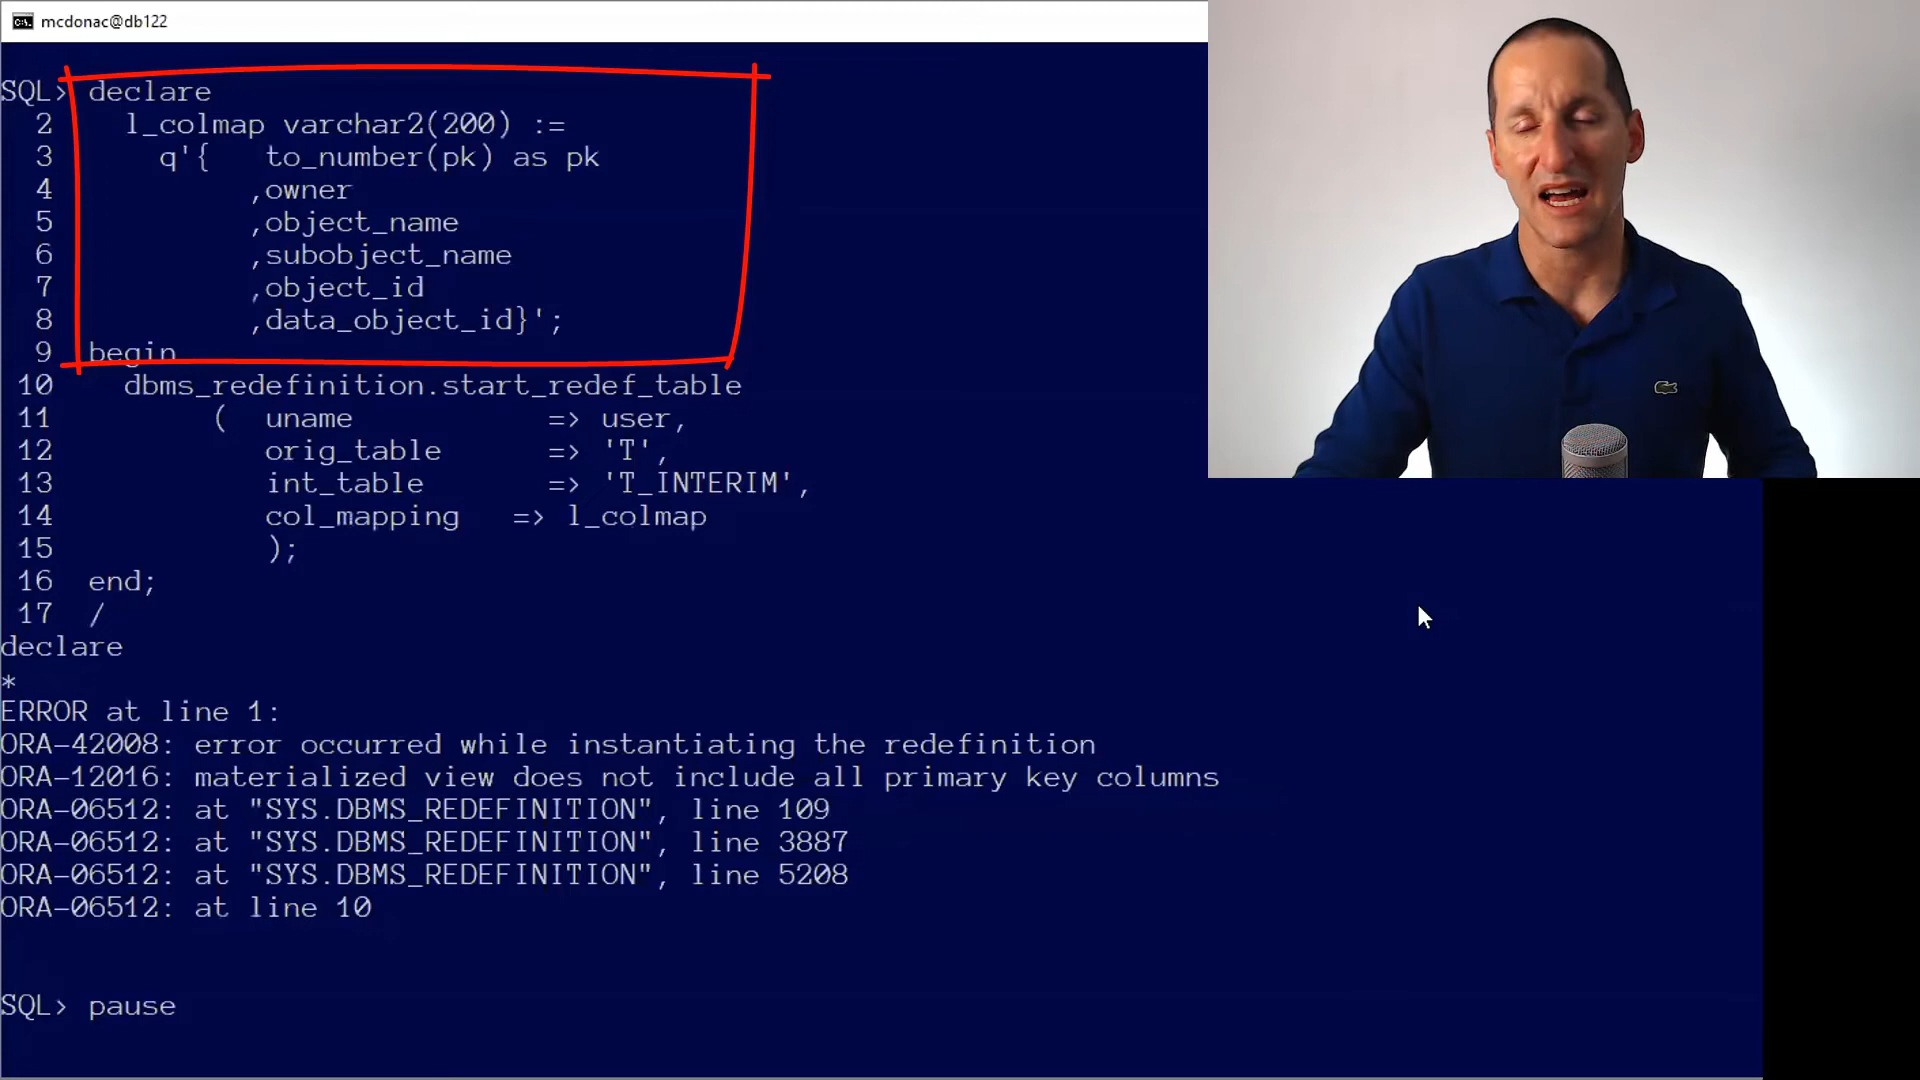 mcdonac@db122
SQL> declare
2 l_colmap varchar2(200) :=
3 q'{ to_number(pk) as pk
4 ,owner
5 ,object_name
6 ,subobject_name
7 ,object_id
8 ,data_object_id}';
9 begin
10 dbms_redefinition.start_redef_table
11 ( uname => user,
12 orig_table => 'T',
13 int_table => 'T_INTERIM',
14 col_mapping => l_colmap
15 );
16 end;
17 /
declare
*
ERROR at line 1:
ORA-42008: error occurred while instantiating the redefinition
ORA-12016: materialized view does not include all primary key columns
ORA-06512: at "SYS.DBMS_REDEFINITION", line 109
ORA-06512: at "SYS.DBMS_REDEFINITION", line 3887
ORA-06512: at "SYS.DBMS_REDEFINITION", line 5208
ORA-06512: at line 10
SQL> pause